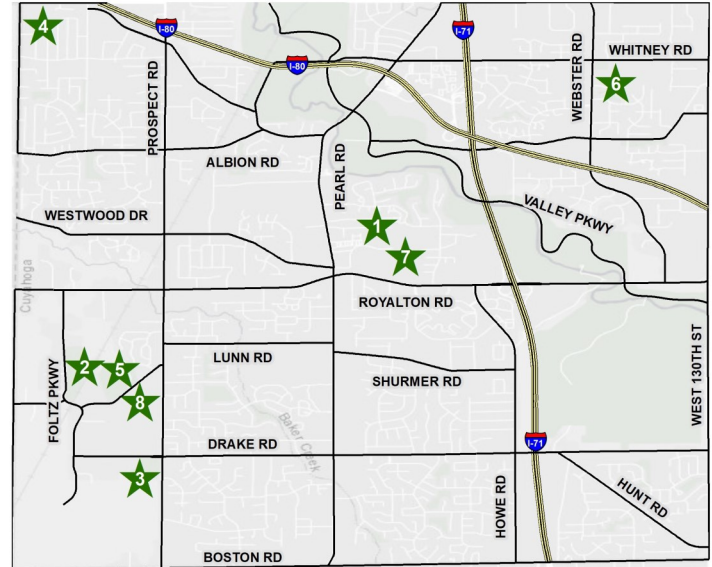 4
I-80
I-71
WHITNEY RD
I-80
WEBSTER RD
6
PROSPECT RD
ALBION RD
PEARL RD
VALLEY PKWY
WESTWOOD DR
1
7
Cuyahoga
ROYALTON RD
WEST 130TH ST
LUNN RD
2
5
SHURMER RD
FOLTZ PKWY
8
Baker Creek
DRAKE RD
I-71
3
HOWE RD
HUNT RD
BOSTON RD